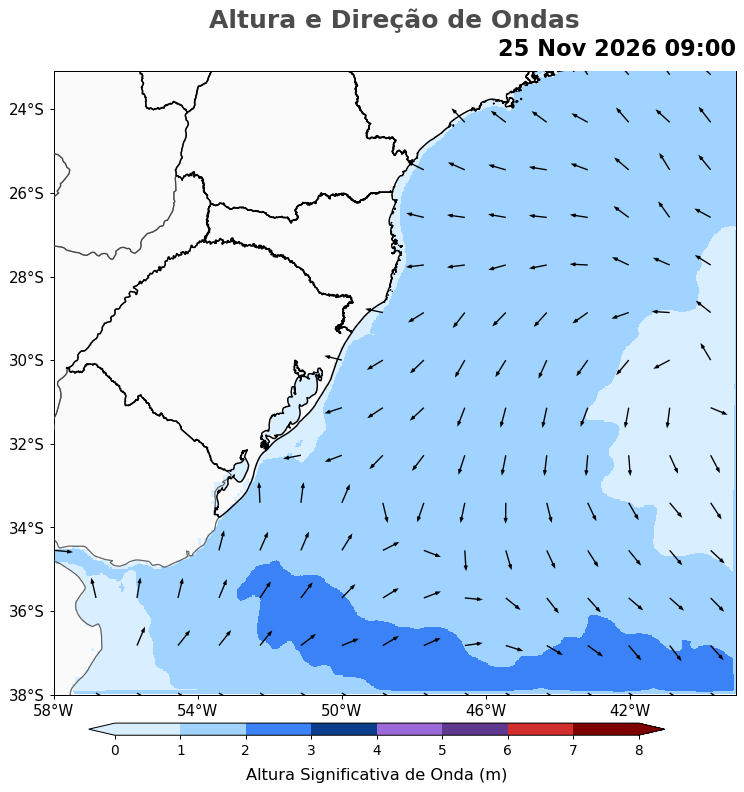 Altura e Direção de Ondas
25 Nov 2026 09:00
24°S
26°S
28°S
30°S
32°S
34°S
36°S
38°S
58°W 54°W 50°W 46°W 42°W
0 1 2 3 4 5 6 7 8
Altura Significativa de Onda (m)